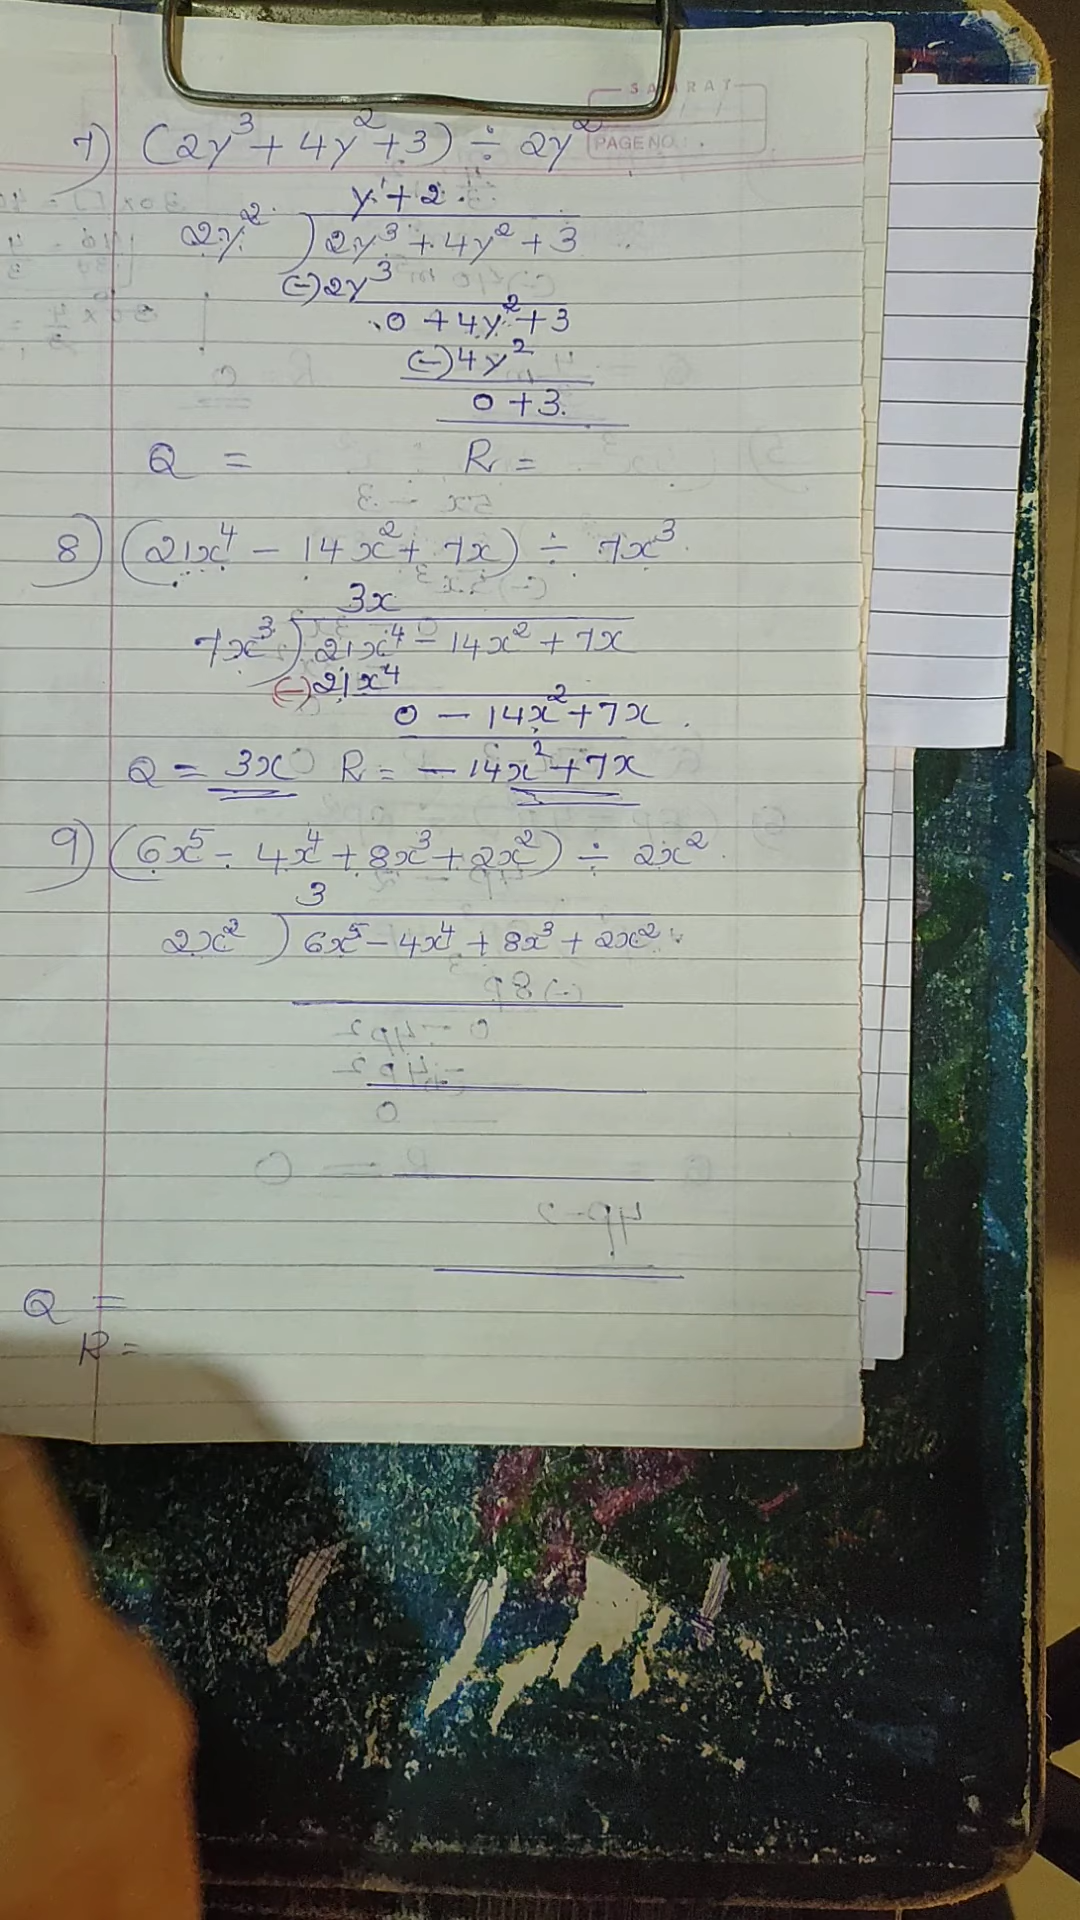 SAMRAT
PAGE NO.:
7) (2y³ + 4y² + 3) ÷ 2y²
y¹ + 2
2y² ) 2y³ + 4y² + 3
(-) 2y³
0 + 4y² + 3
(-) 4y²
0 + 3.
Q = R =
8) (21x⁴ - 14x² + 7x) ÷ 7x³
3x
7x³ ) 21x⁴ - 14x² + 7x
(-) 21x⁴
0 - 14x² + 7x
Q = 3x R = -14x² + 7x
9) (6x⁵ - 4x⁴ + 8x³ + 2x²) ÷ 2x²
3
2x² ) 6x⁵ - 4x⁴ + 8x³ + 2x²
Q =
R =